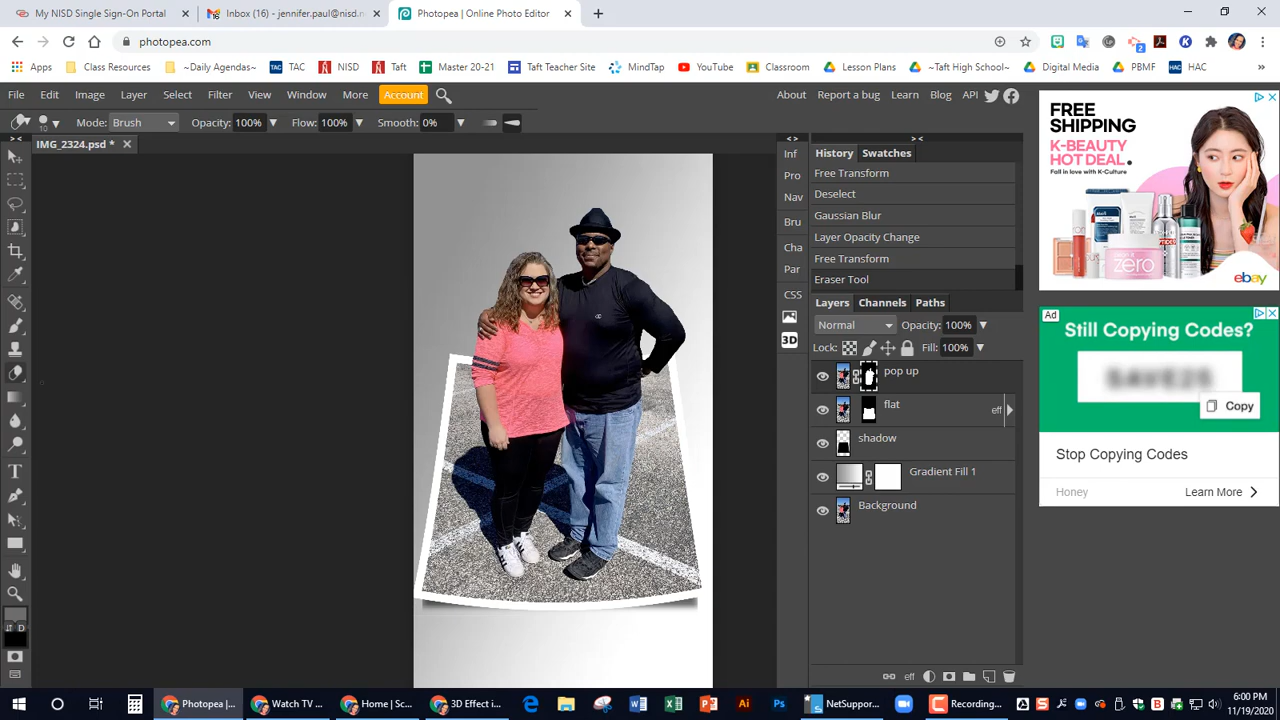 My NISD Single Sign-On Portal
Inbox (16) - jennifer.paul@nisd.n
Photopea | Online Photo Editor
photopea.com
Apps
Class Resources
~Daily Agendas~
TAC
NISD
Taft
Master 20-21
Taft Teacher Site
MindTap
YouTube
Classroom
Lesson Plans
~Taft High School~
Digital Media
PBMF
HAC
File Edit Image Layer Select Filter View Window More Account
About Report a bug Learn Blog API
10 Mode: Brush Opacity: 100% Flow: 100% Smooth: 0%
IMG_2324.psd *
Inf
Pro
Nav
Bru
Cha
Par
CSS
3D
History Swatches
Free Transform
Deselect
Gaussian Blur
Layer Opacity Change
Free Transform
Eraser Tool
Layers Channels Paths
Normal Opacity: 100%
Lock: Fill: 100%
pop up
flat eff
shadow
Gradient Fill 1
Background
eff
D
FREE
SHIPPING
K-BEAUTY
HOT DEAL.
Fall in love with K-Culture
zero
ebay
Ad
Still Copying Codes?
SAVE25
Copy
Stop Copying Codes
Honey
Learn More
Photopea |...
Watch TV ...
Home | Sc...
3D Effect i...
NetSuppor...
Recording...
6:00 PM
11/19/2020